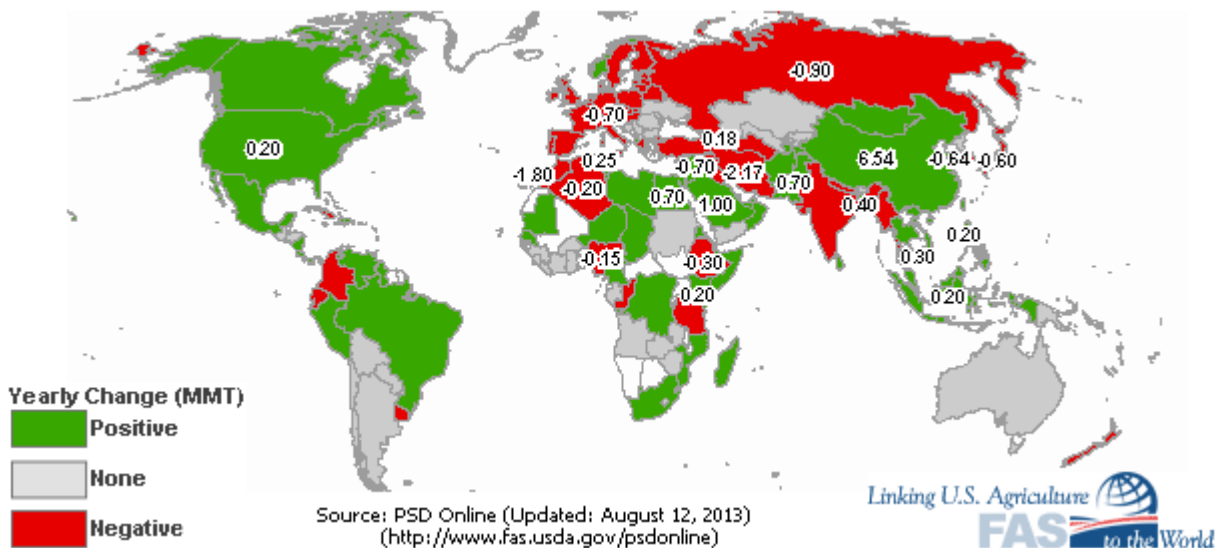 -0.90
-0.70
0.20
0.18
0.25
-0.70
6.54
-0.64
-0.60
-1.80
-0.20
-2.17
0.70
0.70
1.00
0.40
0.20
-0.15
-0.30
0.30
0.20
0.20
Yearly Change (MMT)
Positive
None
Negative
Source: PSD Online (Updated: August 12, 2013)
(http://www.fas.usda.gov/psdonline)
Linking U.S. Agriculture
FAS to the World